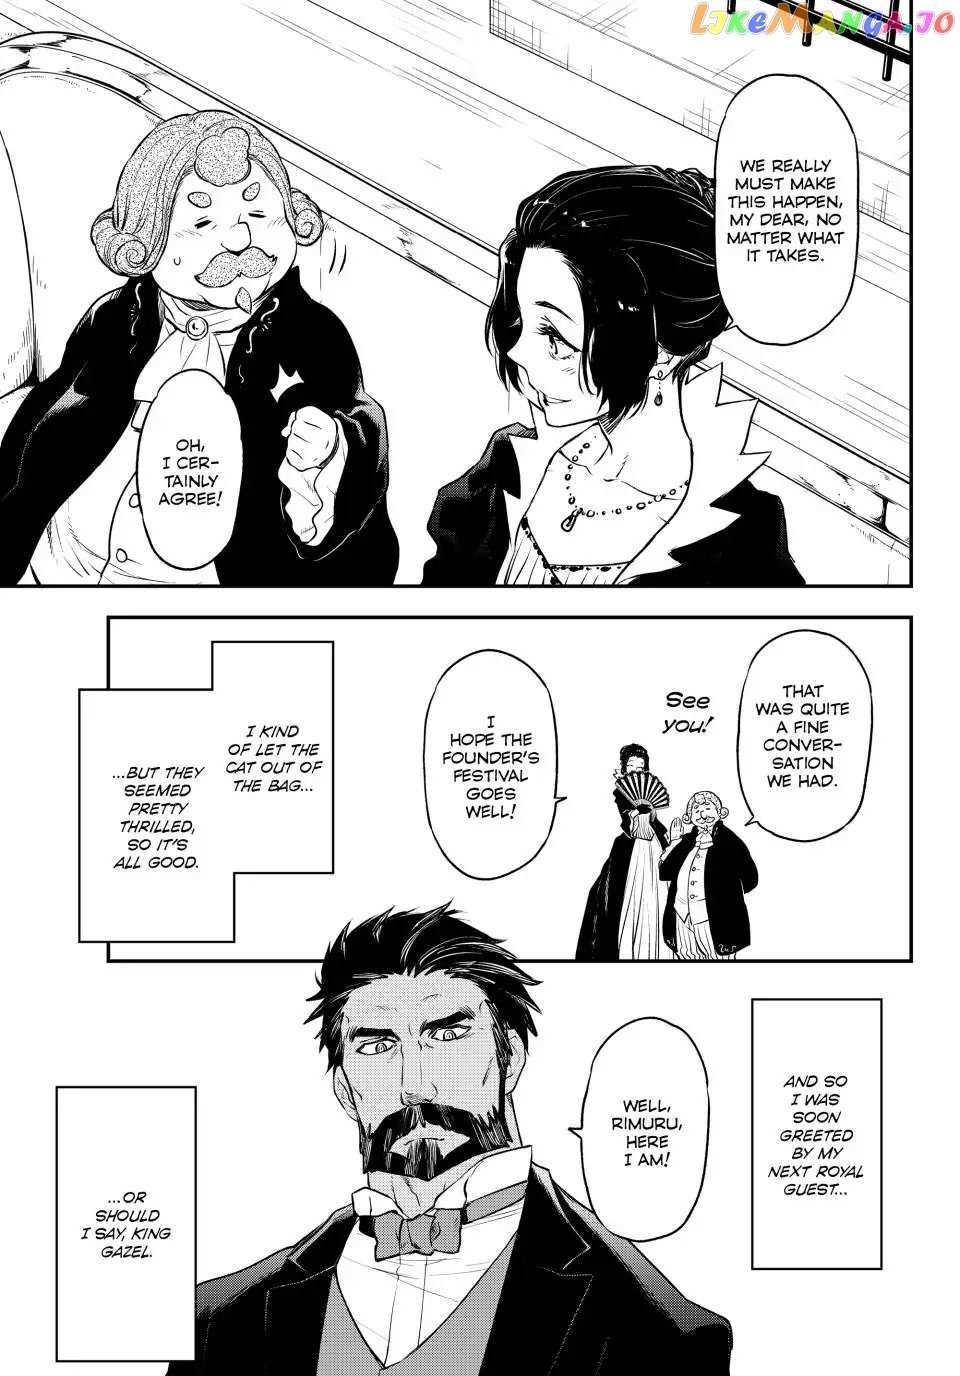 LIKEMANGA.IO
WE REALLY
MUST MAKE
THIS HAPPEN,
MY DEAR, NO
MATTER WHAT
IT TAKES.
OH,
I CER-
TAINLY
AGREE!
THAT
WAS QUITE
A FINE
CONVER-
SATION
WE HAD.
See
you!
I
HOPE THE
FOUNDER'S
FESTIVAL
GOES
WELL!
I KIND
OF LET THE
CAT OUT OF
THE BAG...
...BUT THEY
SEEMED
PRETTY
THRILLED,
SO IT'S
ALL GOOD.
AND SO
I WAS
SOON
GREETED
BY MY
NEXT ROYAL
GUEST...
WELL,
RIMURU,
HERE
I AM!
...OR
SHOULD
I SAY, KING
GAZEL.